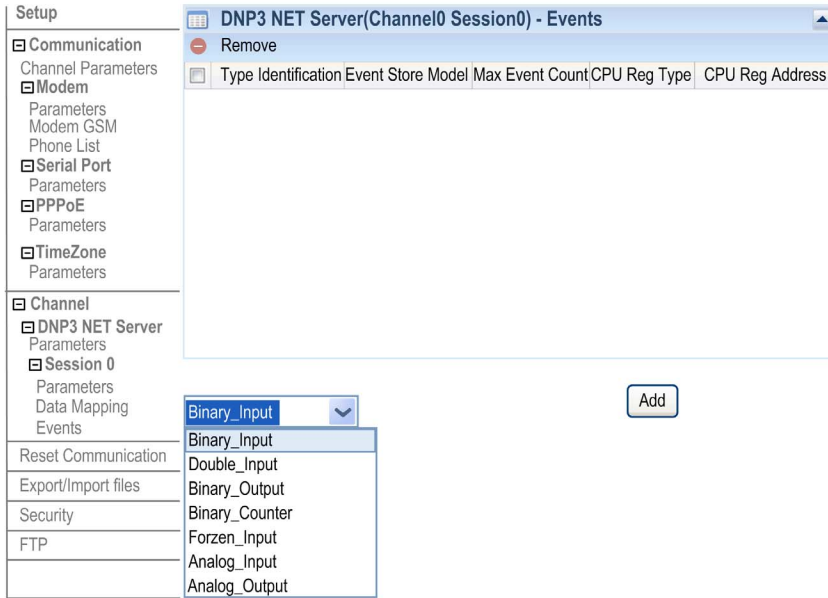 Setup
Communication
Channel Parameters
Modem
Parameters
Modem GSM
Phone List
Serial Port
Parameters
PPPoE
Parameters
TimeZone
Parameters
Channel
DNP3 NET Server
Parameters
Session 0
Parameters
Data Mapping
Events
Reset Communication
Export/Import files
Security
FTP
DNP3 NET Server(Channel0 Session0) - Events
Remove
Type Identification Event Store Model Max Event Count CPU Reg Type CPU Reg Address
Binary_Input
Add
Binary_Input
Double_Input
Binary_Output
Binary_Counter
Forzen_Input
Analog_Input
Analog_Output